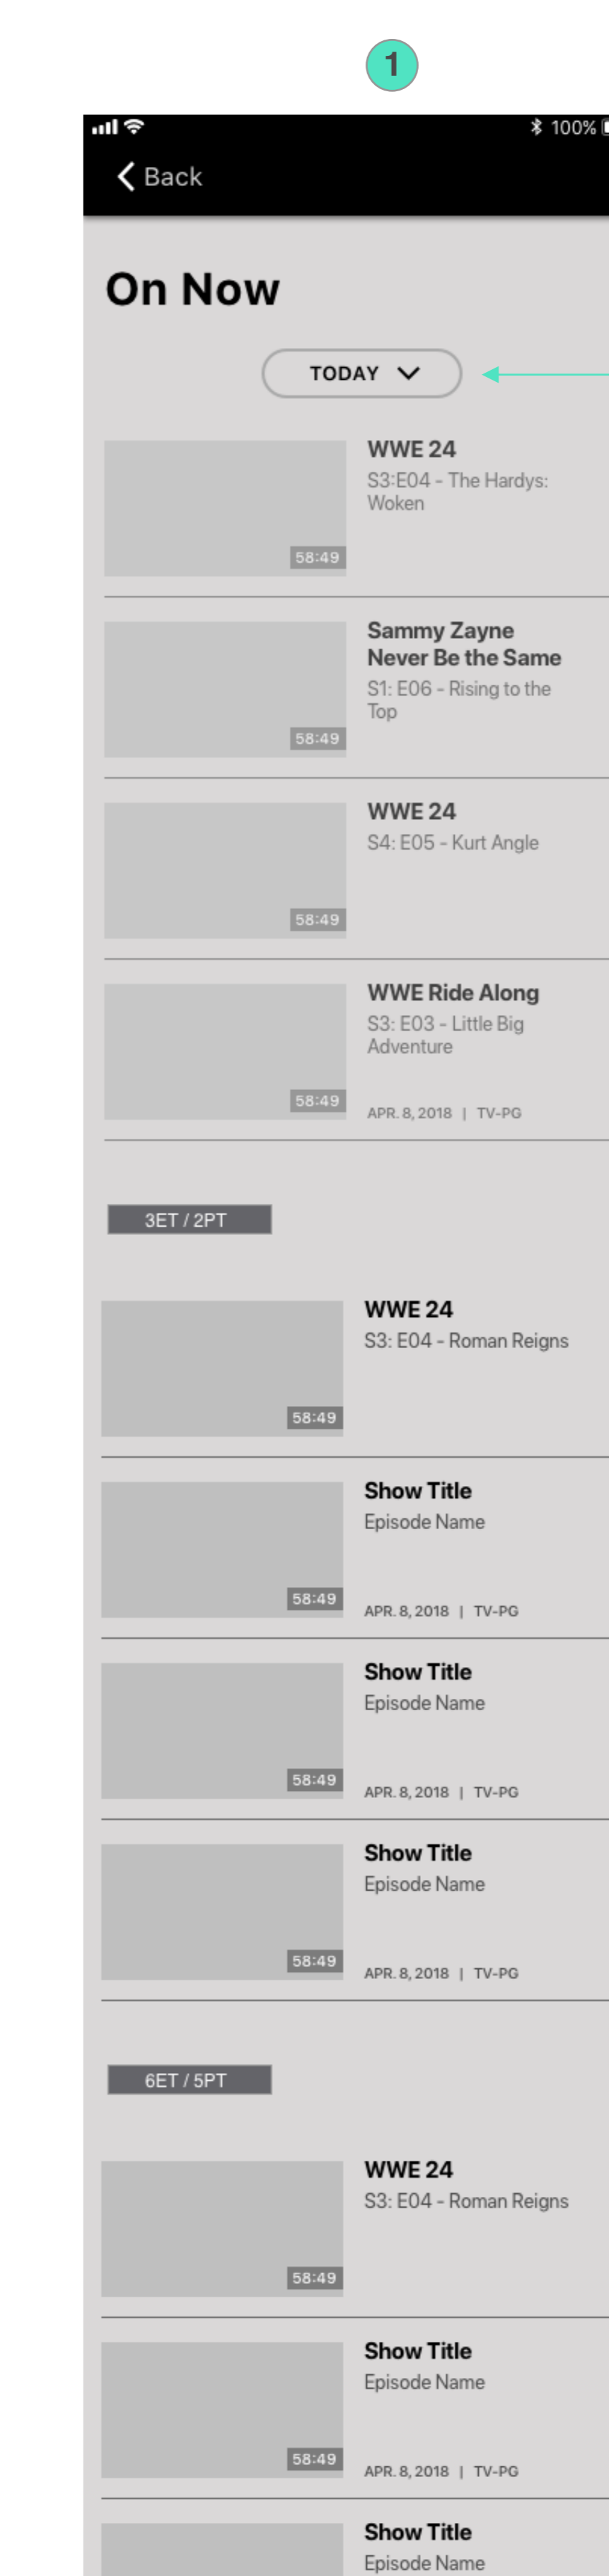 1
100%
Back
On Now
TODAY
WWE 24
S3:E04 - The Hardys:
Woken
58:49
Sammy Zayne
Never Be the Same
S1: E06 - Rising to the
Top
58:49
WWE 24
S4: E05 - Kurt Angle
58:49
WWE Ride Along
S3: E03 - Little Big
Adventure
58:49
APR. 8, 2018 | TV-PG
3ET / 2PT
WWE 24
S3: E04 - Roman Reigns
58:49
Show Title
Episode Name
58:49
APR. 8, 2018 | TV-PG
Show Title
Episode Name
58:49
APR. 8, 2018 | TV-PG
Show Title
Episode Name
58:49
APR. 8, 2018 | TV-PG
6ET / 5PT
WWE 24
S3: E04 - Roman Reigns
58:49
Show Title
Episode Name
58:49
APR. 8, 2018 | TV-PG
Show Title
Episode Name